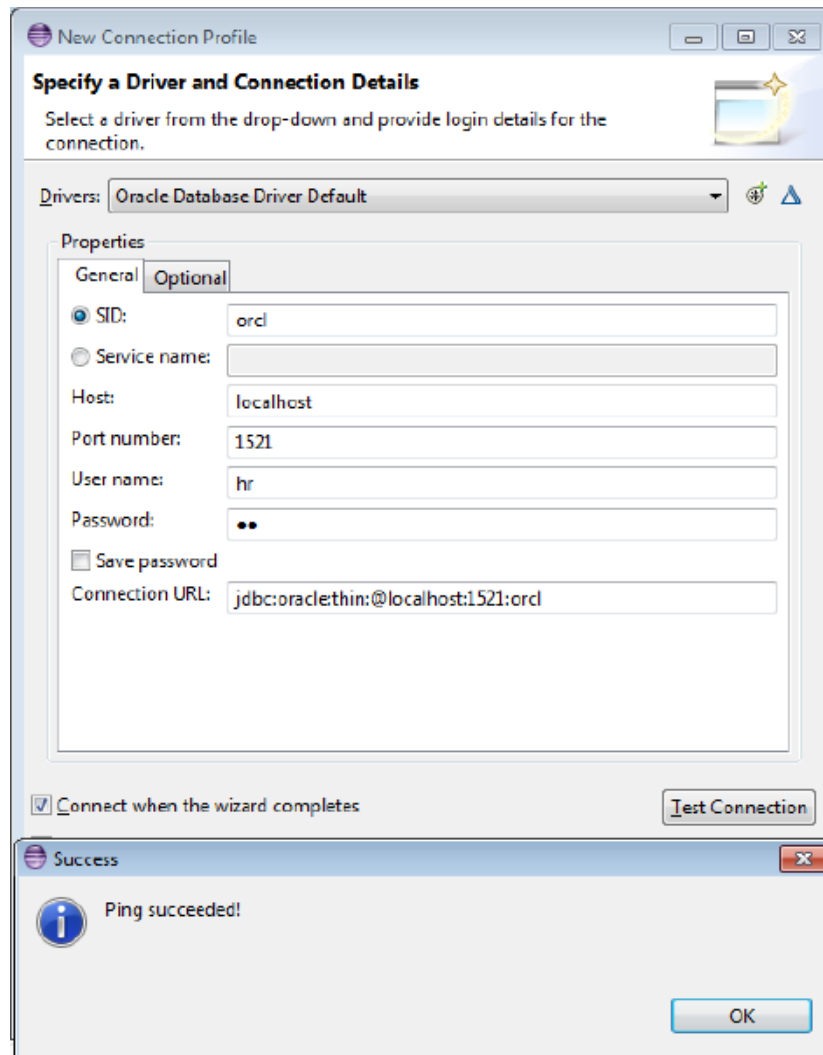 New Connection Profile
Specify a Driver and Connection Details
Select a driver from the drop-down and provide login details for the
connection.
Drivers: Oracle Database Driver Default
Properties
General Optional
SID: orcl
Service name:
Host: localhost
Port number: 1521
User name: hr
Password: ••
Save password
Connection URL: jdbc:oracle:thin:@localhost:1521:orcl
Connect when the wizard completes Test Connection
Success
Ping succeeded!
OK